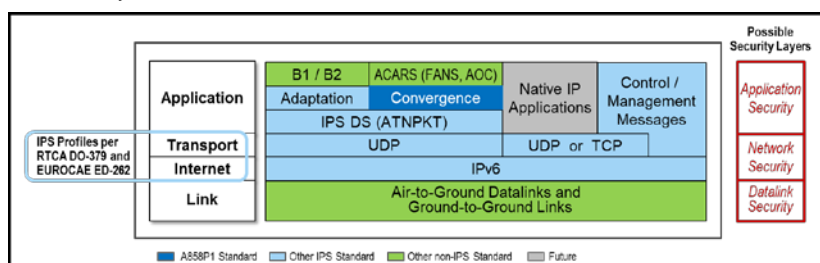 Possible
Security Layers
Application
B1 / B2
ACARS (FANS, AOC)
Adaptation
Convergence
IPS DS (ATNPKT)
Native IP
Applications
Control /
Management
Messages
Application
Security
IPS Profiles per
RTCA DO-379 and
EUROCAE ED-262
Transport
UDP
UDP or TCP
Network
Security
Internet
IPv6
Link
Air-to-Ground Datalinks and
Ground-to-Ground Links
Datalink
Security
A858P1 Standard
Other IPS Standard
Other non-IPS Standard
Future